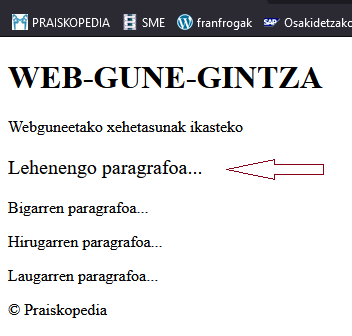 PRAISKOPEDIA SME franfrogak SAP Osakidetzako
WEB-GUNE-GINTZA
Webguneetako xehetasunak ikasteko
Lehenengo paragrafoa...
Bigarren paragrafoa...
Hirugarren paragrafoa...
Laugarren paragrafoa...
© Praiskopedia